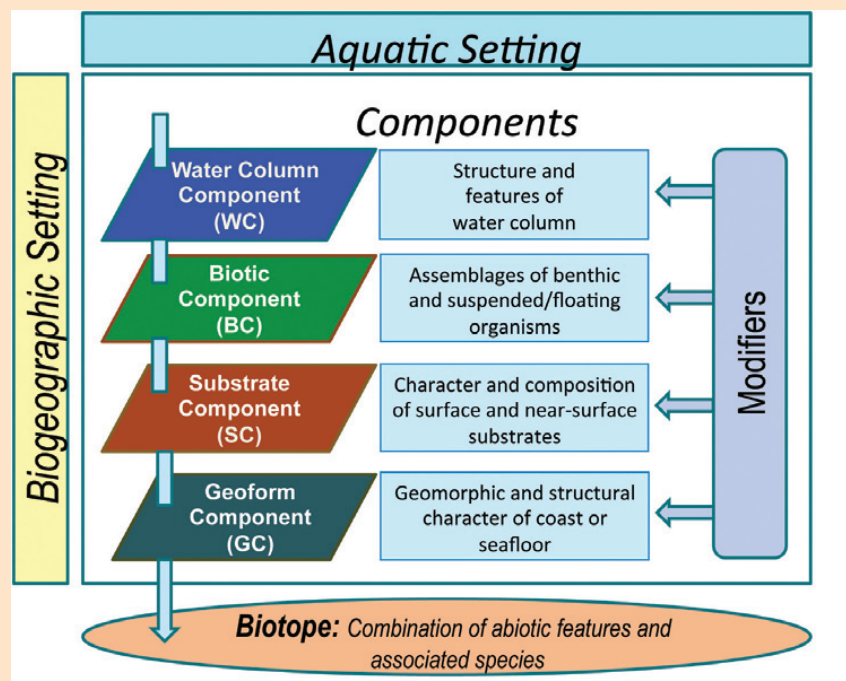 Aquatic Setting
Biogeographic Setting
Components
Water Column
Component
(WC)
Structure and
features of
water column
Biotic
Component
(BC)
Assemblages of benthic
and suspended/floating
organisms
Substrate
Component
(SC)
Character and composition
of surface and near-surface
substrates
Geoform
Component
(GC)
Geomorphic and structural
character of coast or
seafloor
Modifiers
Biotope: Combination of abiotic features and
associated species